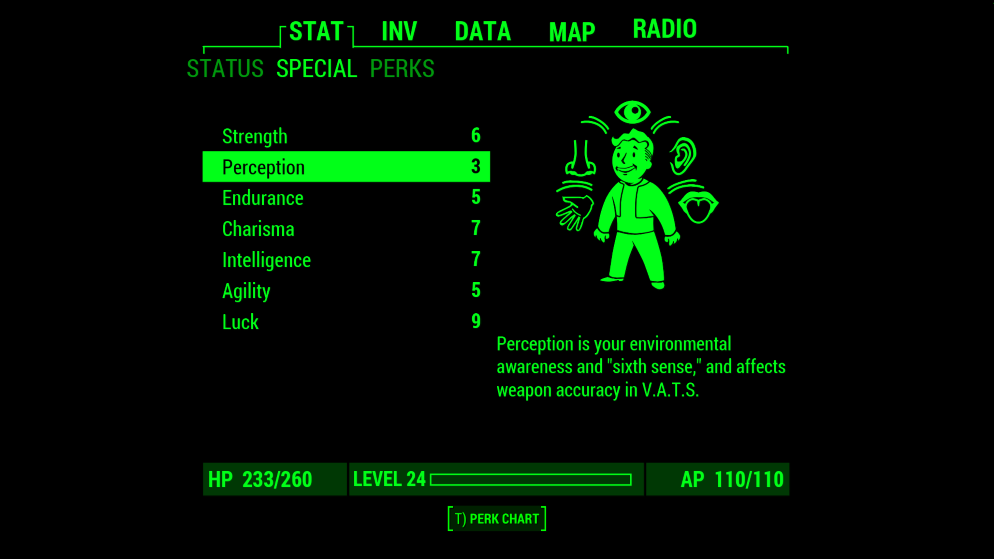 STAT INV DATA MAP RADIO
STATUS SPECIAL PERKS
Strength 6
Perception 3
Endurance 5
Charisma 7
Intelligence 7
Agility 5
Luck 9
Perception is your environmental
awareness and "sixth sense," and affects
weapon accuracy in V.A.T.S.
HP 233/260 LEVEL 24 AP 110/110
T) PERK CHART